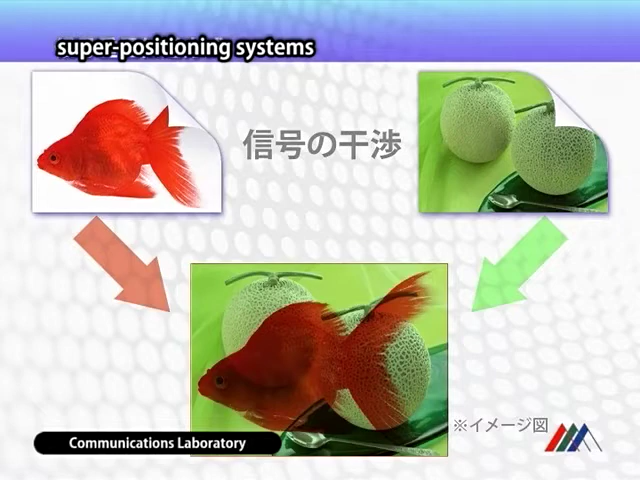 super-positioning systems
信号の干渉
※イメージ図
Communications Laboratory